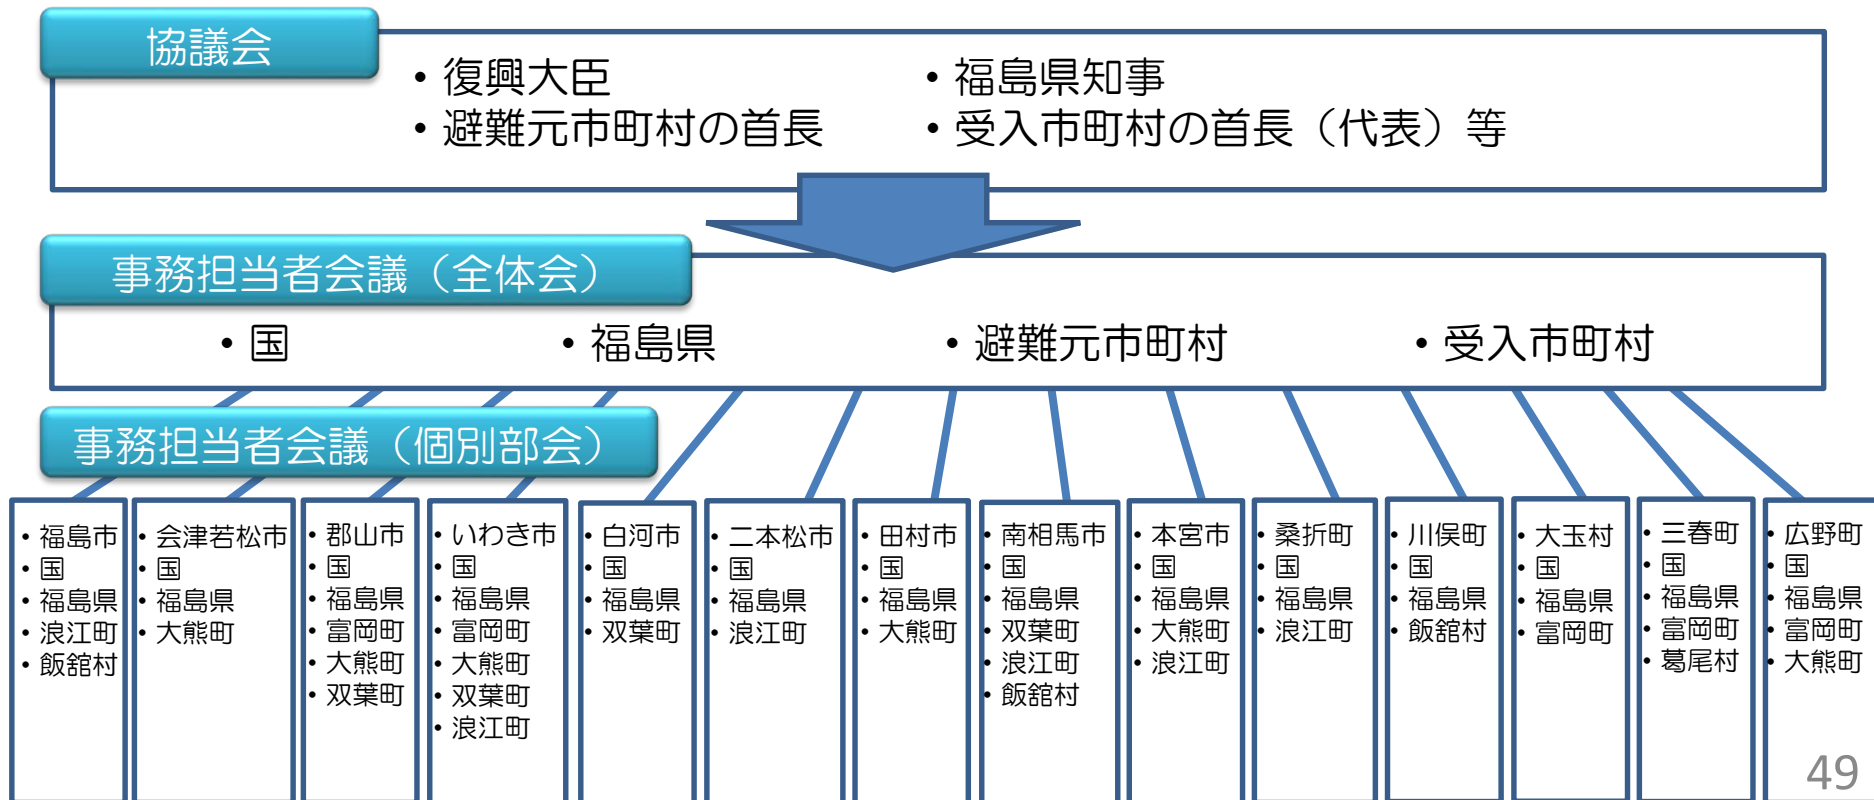 協議会
・復興大臣
・福島県知事
・避難元市町村の首長
・受入市町村の首長（代表）等
事務担当者会議（全体会）
・国
・福島県
・避難元市町村
・受入市町村
事務担当者会議（個別部会）
・福島市
・国
・福島県
・浪江町
・飯舘村
・会津若松市
・国
・福島県
・大熊町
・郡山市
・国
・福島県
・富岡町
・大熊町
・双葉町
・いわき市
・国
・福島県
・富岡町
・大熊町
・双葉町
・浪江町
・白河市
・国
・福島県
・双葉町
・二本松市
・国
・福島県
・浪江町
・田村市
・国
・福島県
・大熊町
・南相馬市
・国
・福島県
・双葉町
・浪江町
・飯舘村
・本宮市
・国
・福島県
・大熊町
・浪江町
・桑折町
・国
・福島県
・浪江町
・川俣町
・国
・福島県
・飯舘村
・大玉村
・国
・福島県
・富岡町
・三春町
・国
・福島県
・富岡町
・葛尾村
・広野町
・国
・福島県
・富岡町
・大熊町
49